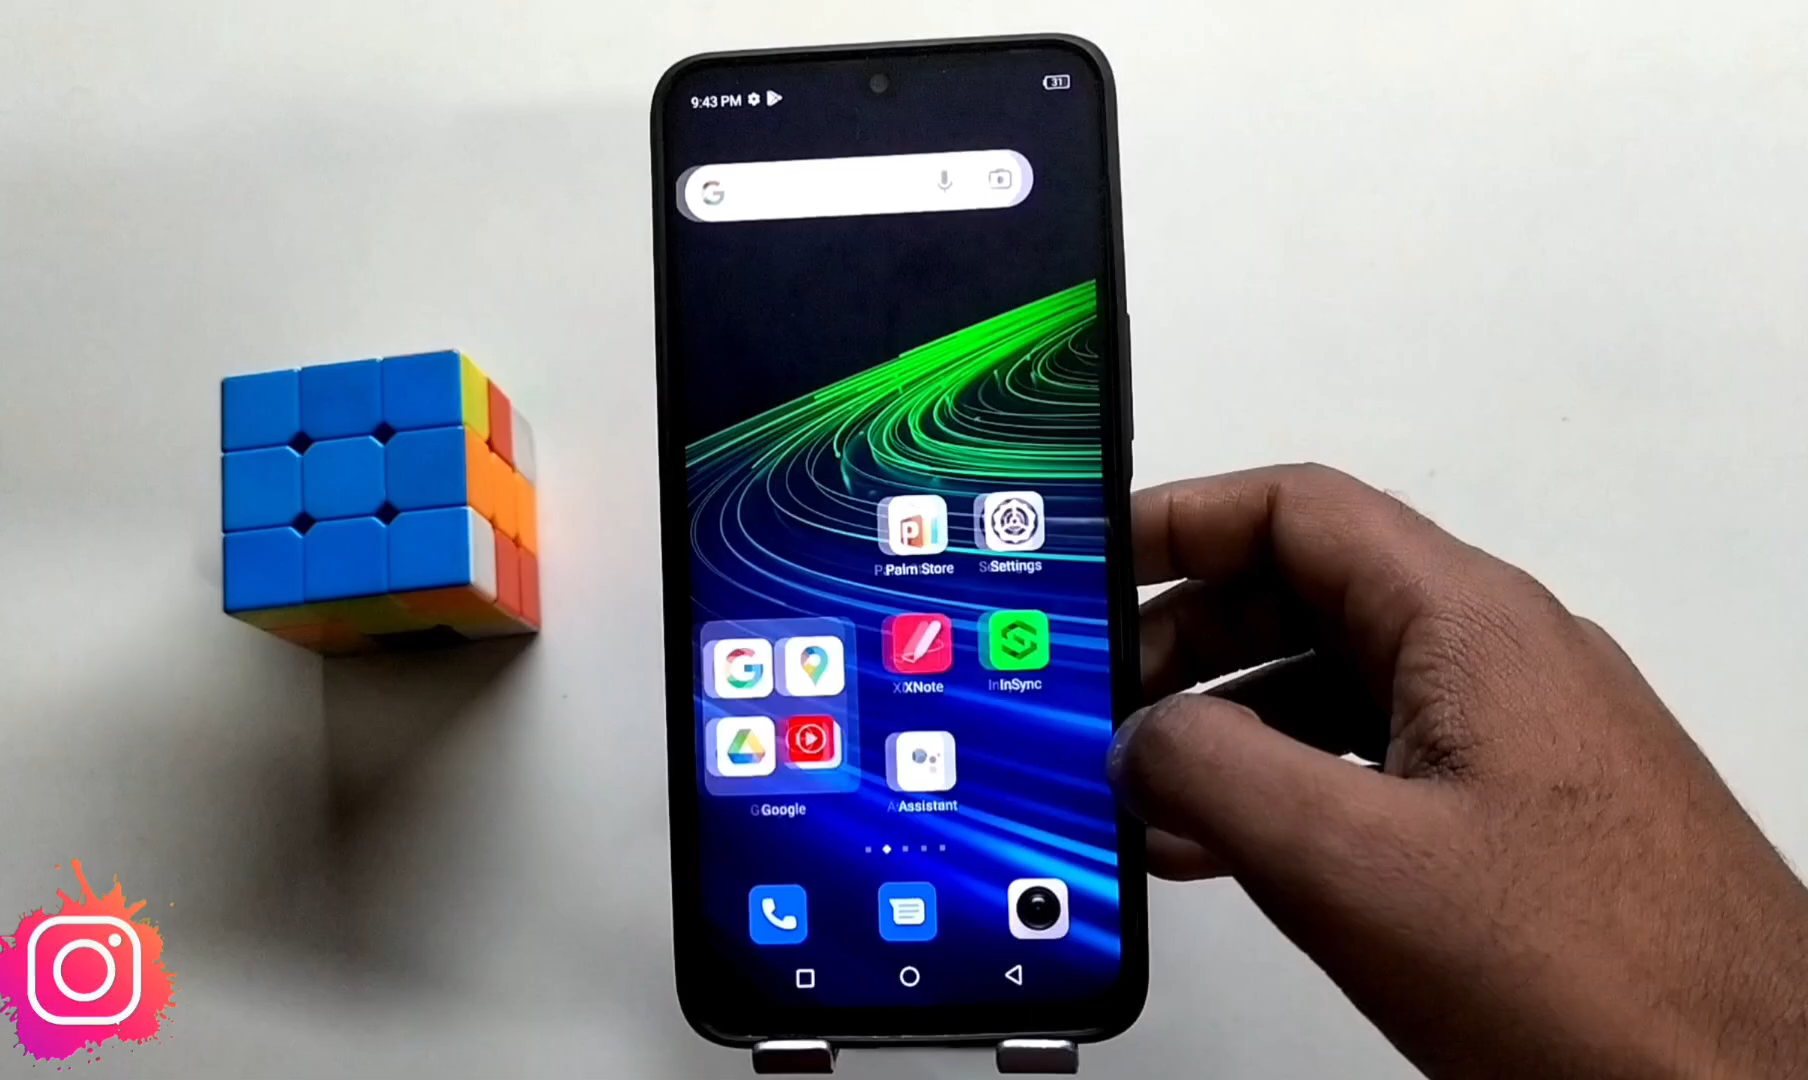 9:43 PM
31
Palm Store
Settings
XNote
InSync
Google
Assistant